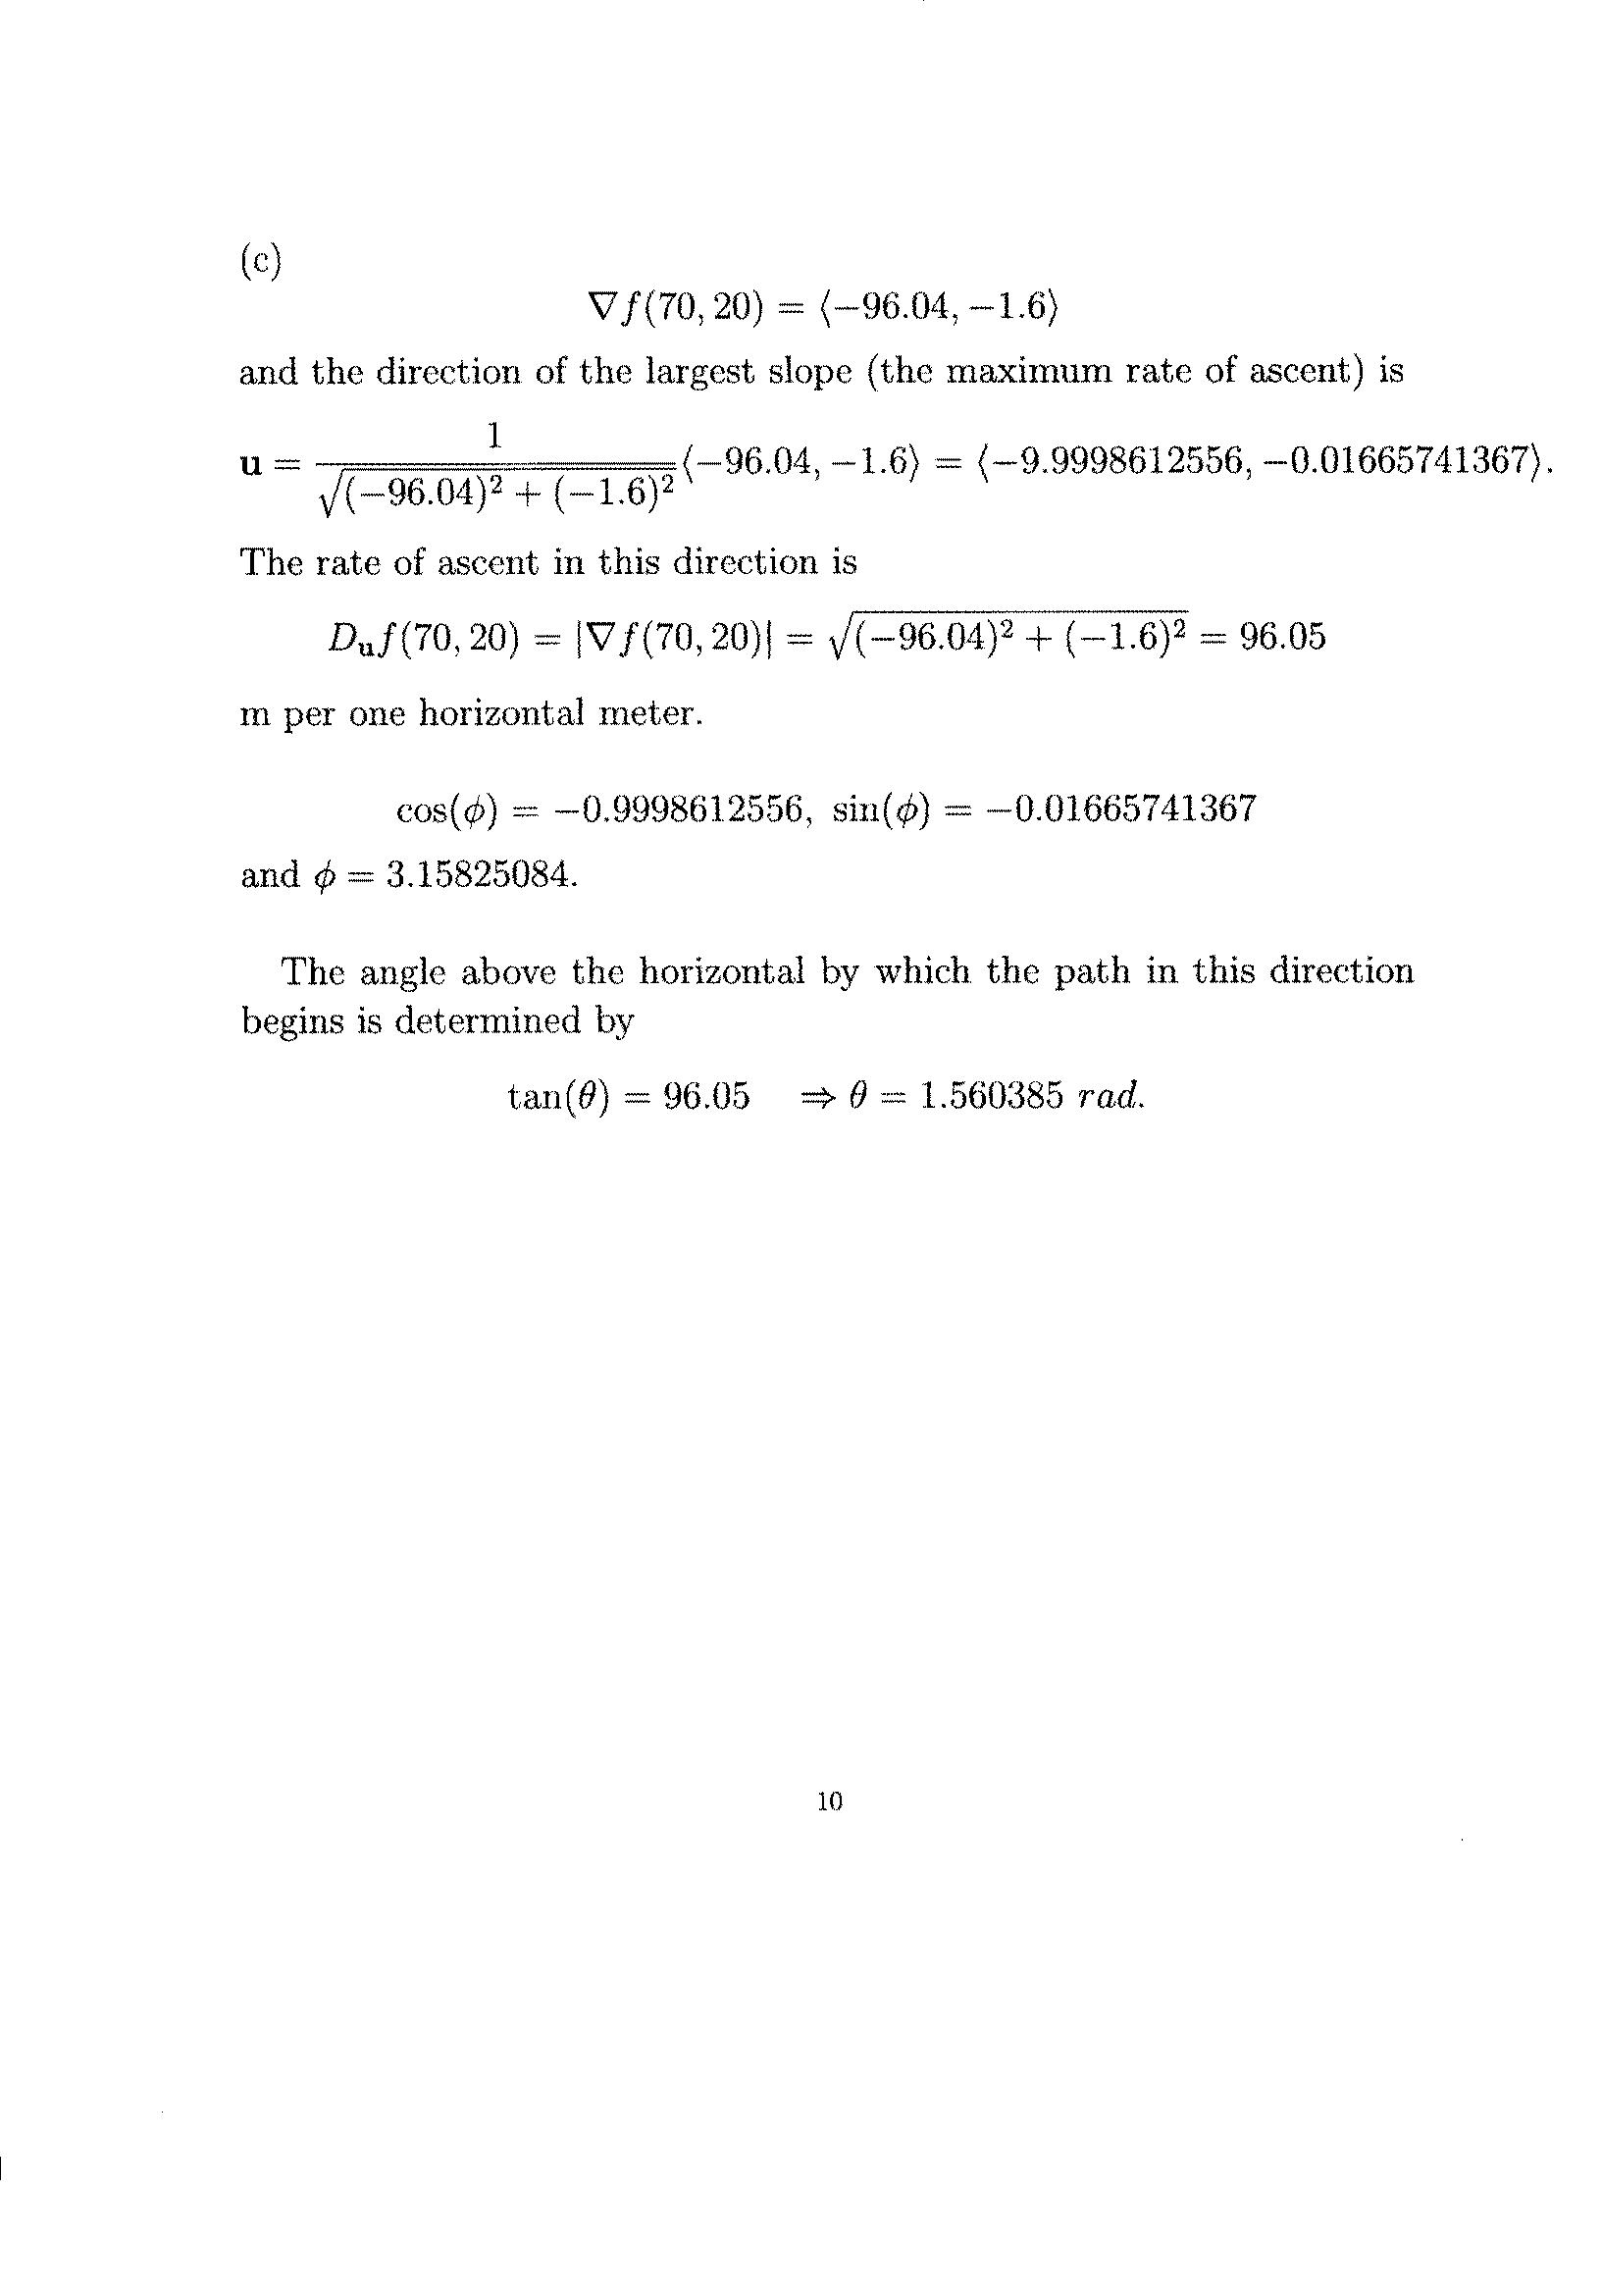 (c)
∇f(70, 20) = ⟨−96.04, −1.6⟩
and the direction of the largest slope (the maximum rate of ascent) is
u = 1/√((−96.04)² + (−1.6)²) ⟨−96.04, −1.6⟩ = ⟨−9.9998612556, −0.01665741367⟩.
The rate of ascent in this direction is
D_u f(70, 20) = |∇f(70, 20)| = √((−96.04)² + (−1.6)²) = 96.05
m per one horizontal meter.
cos(ϕ) = −0.9998612556, sin(ϕ) = −0.01665741367
and ϕ = 3.15825084.
The angle above the horizontal by which the path in this direction
begins is determined by
tan(θ) = 96.05 ⇒ θ = 1.560385 rad.
10